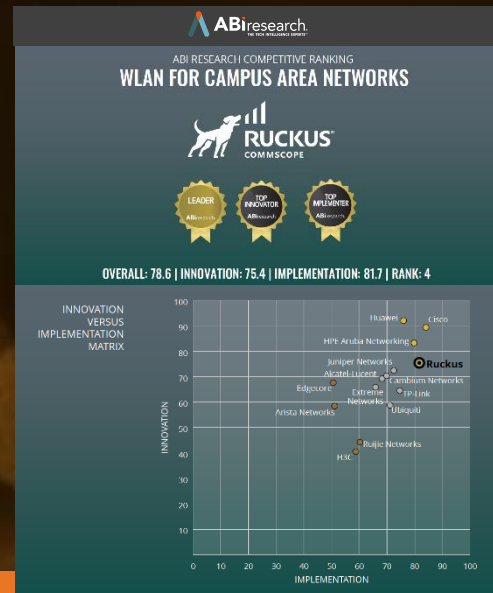 ABIresearch.
THE TECH INTELLIGENCE EXPERTS™
ABI RESEARCH COMPETITIVE RANKING
WLAN FOR CAMPUS AREA NETWORKS
RUCKUS™
COMMSCOPE
LEADER
ABIresearch
TOP
INNOVATOR
ABIresearch
TOP
IMPLEMENTER
ABIresearch
OVERALL: 78.6 | INNOVATION: 75.4 | IMPLEMENTATION: 81.7 | RANK: 4
INNOVATION
VERSUS
IMPLEMENTATION
MATRIX
INNOVATION
100
90
80
70
60
50
40
30
20
10
Huawei
Cisco
HPE Aruba Networking
Juniper Networks
Ruckus
Alcatel-Lucent
Cambium Networks
Edgecore
Extreme
Networks
TP-Link
Arista Networks
Ubiquiti
Ruijie Networks
H3C
0 10 20 30 40 50 60 70 80 90 100
IMPLEMENTATION